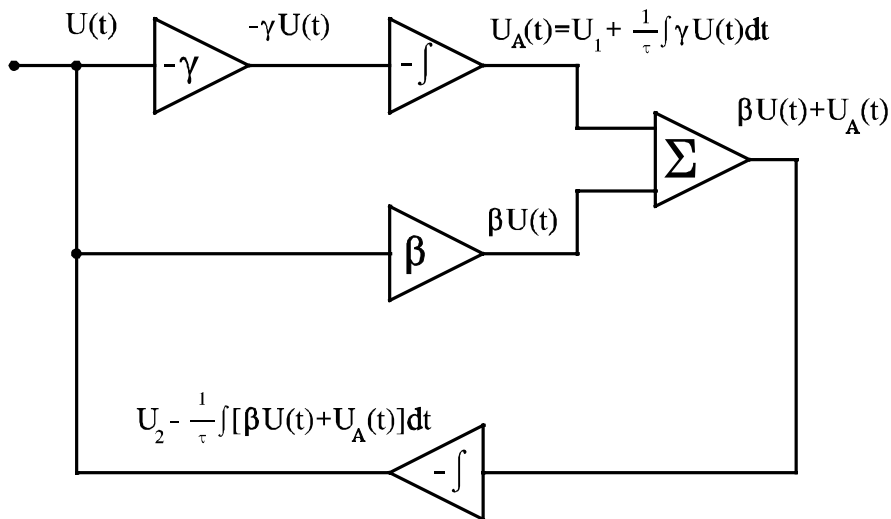 U(t)
-γU(t)
U_A(t)=U_1+ 1/τ ∫γU(t)dt
-γ
-∫
βU(t)+U_A(t)
Σ
βU(t)
β
U_2- 1/τ ∫[βU(t)+U_A(t)]dt
-∫